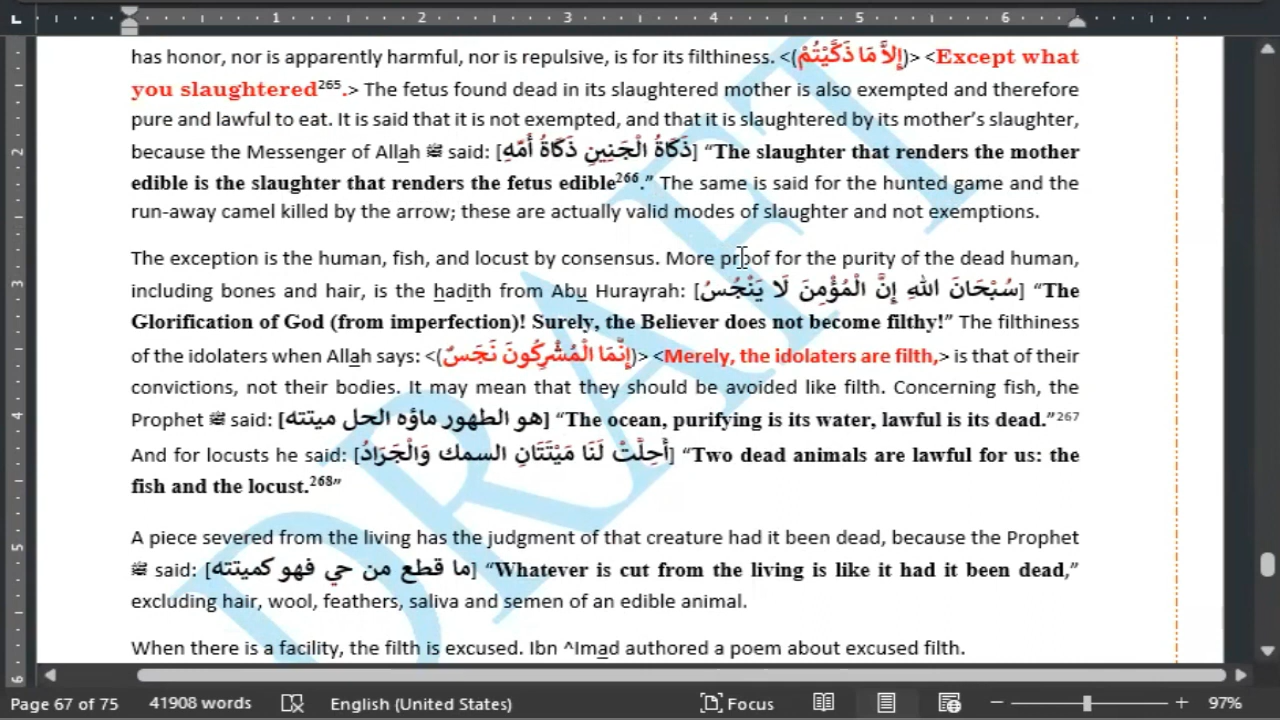 1 2 3 4 5 6
has honor, nor is apparently harmful, nor is repulsive, is for its filthiness. <(إِلاَّ مَا ذَكَّيْتُمْ)> <Except what
you slaughtered265.> The fetus found dead in its slaughtered mother is also exempted and therefore
pure and lawful to eat. It is said that it is not exempted, and that it is slaughtered by its mother's slaughter,
because the Messenger of Allah ﷺ said: [ذَكَاةُ الْجَنِينِ ذَكَاةُ أُمِّهِ] "The slaughter that renders the mother
edible is the slaughter that renders the fetus edible266." The same is said for the hunted game and the
run-away camel killed by the arrow; these are actually valid modes of slaughter and not exemptions.
The exception is the human, fish, and locust by consensus. More proof for the purity of the dead human,
including bones and hair, is the hadith from Abu Hurayrah: [سُبْحَانَ اللهِ إِنَّ الْمُؤْمِنَ لَا يَنْجُسُ] "The
Glorification of God (from imperfection)! Surely, the Believer does not become filthy!" The filthiness
of the idolaters when Allah says: <(إِنَّمَا الْمُشْرِكُونَ نَجَسٌ)> <Merely, the idolaters are filth,> is that of their
convictions, not their bodies. It may mean that they should be avoided like filth. Concerning fish, the
Prophet ﷺ said: [هو الطهور ماؤه الحل ميتته] "The ocean, purifying is its water, lawful is its dead."267
And for locusts he said: [أُحِلَّتْ لَنَا مَيْتَتَانِ السمك وَالْجَرَادُ] "Two dead animals are lawful for us: the
fish and the locust.268"
A piece severed from the living has the judgment of that creature had it been dead, because the Prophet
ﷺ said: [ما قطع من حي فهو كميتته] "Whatever is cut from the living is like it had it been dead,"
excluding hair, wool, feathers, saliva and semen of an edible animal.
When there is a facility, the filth is excused. Ibn ^Imad authored a poem about excused filth.
DRAFT
Page 67 of 75 41908 words English (United States) Focus 97%